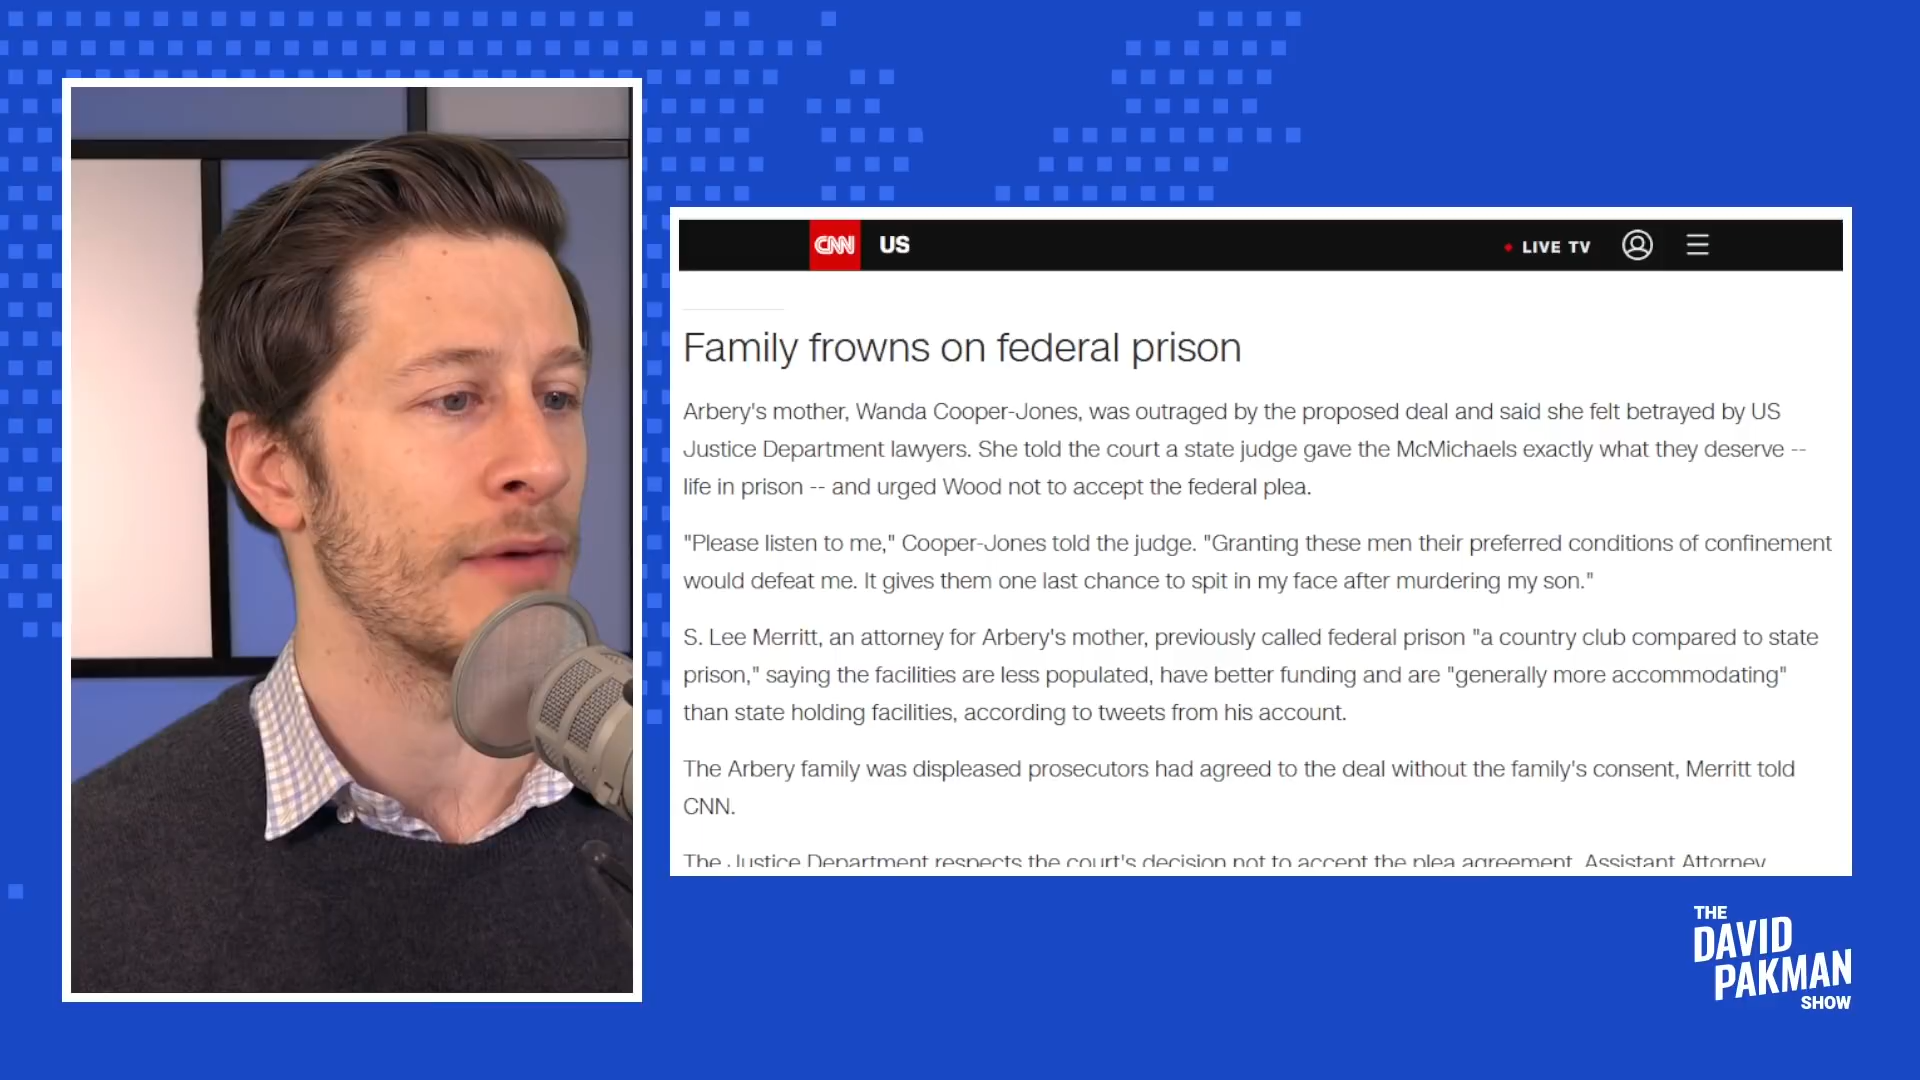 CNN US LIVE TV
Family frowns on federal prison
Arbery's mother, Wanda Cooper-Jones, was outraged by the proposed deal and said she felt betrayed by US
Justice Department lawyers. She told the court a state judge gave the McMichaels exactly what they deserve --
life in prison -- and urged Wood not to accept the federal plea.
"Please listen to me," Cooper-Jones told the judge. "Granting these men their preferred conditions of confinement
would defeat me. It gives them one last chance to spit in my face after murdering my son."
S. Lee Merritt, an attorney for Arbery's mother, previously called federal prison "a country club compared to state
prison," saying the facilities are less populated, have better funding and are "generally more accommodating"
than state holding facilities, according to tweets from his account.
The Arbery family was displeased prosecutors had agreed to the deal without the family's consent, Merritt told
CNN.
The Justice Department respects the court's decision not to accept the plea agreement, Assistant Attorney
THE
DAVID
PAKMAN
SHOW